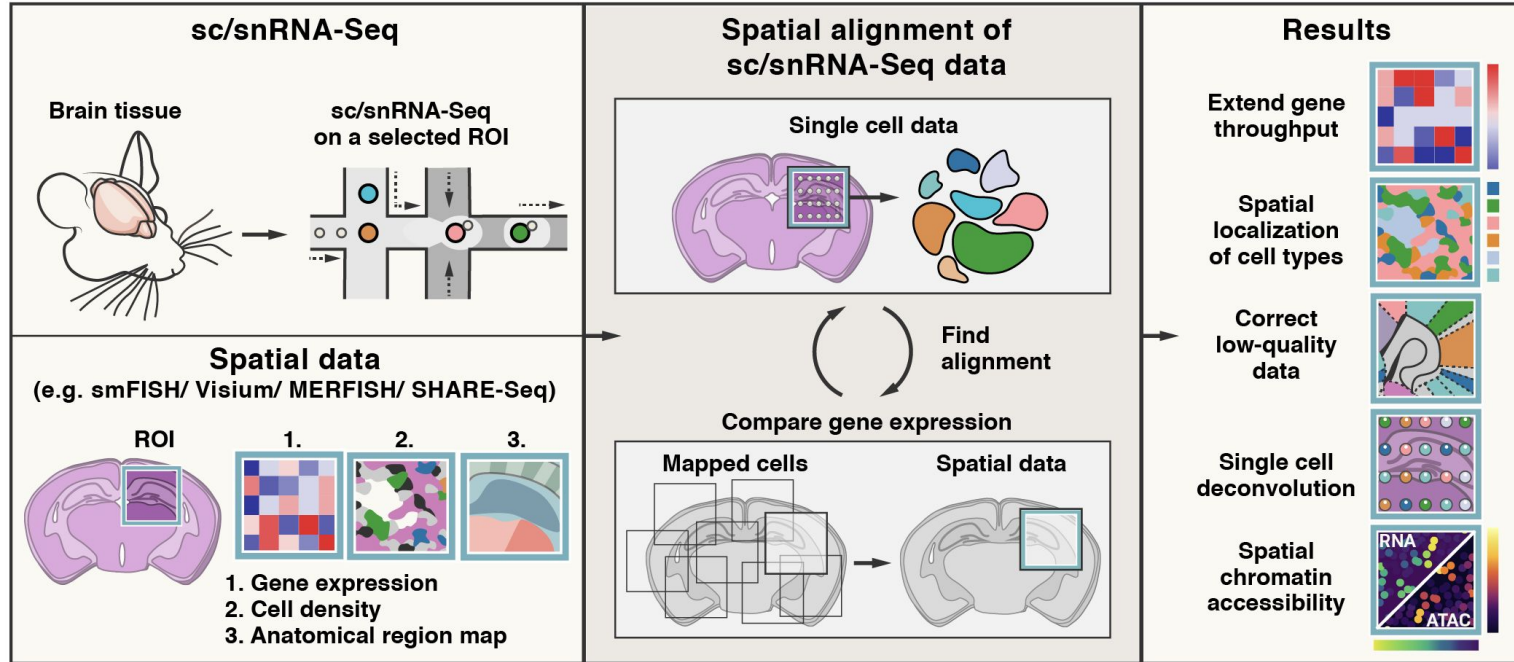 sc/snRNA-Seq
Brain tissue
sc/snRNA-Seq
on a selected ROI
Spatial data
(e.g. smFISH/ Visium/ MERFISH/ SHARE-Seq)
ROI
1.
2.
3.
1. Gene expression
2. Cell density
3. Anatomical region map
Spatial alignment of
sc/snRNA-Seq data
Single cell data
Find
alignment
Compare gene expression
Mapped cells
Spatial data
Results
Extend gene
throughput
Spatial
localization
of cell types
Correct
low-quality
data
Single cell
deconvolution
Spatial
chromatin
accessibility
RNA
ATAC